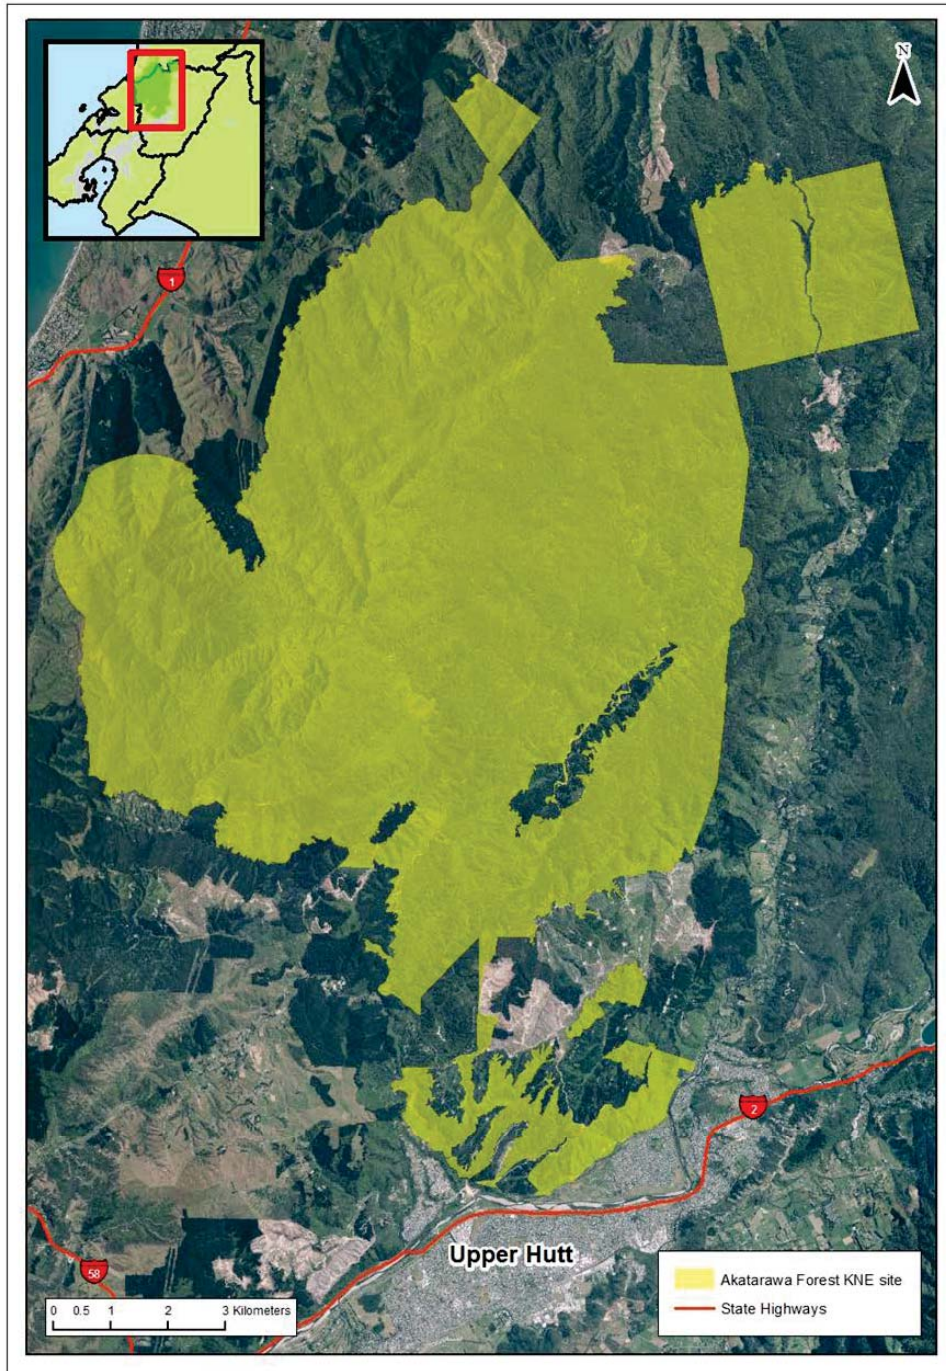 N
1
2
Upper Hutt
58
0 0.5 1 2 3 Kilometers
Akatarawa Forest KNE site
State Highways